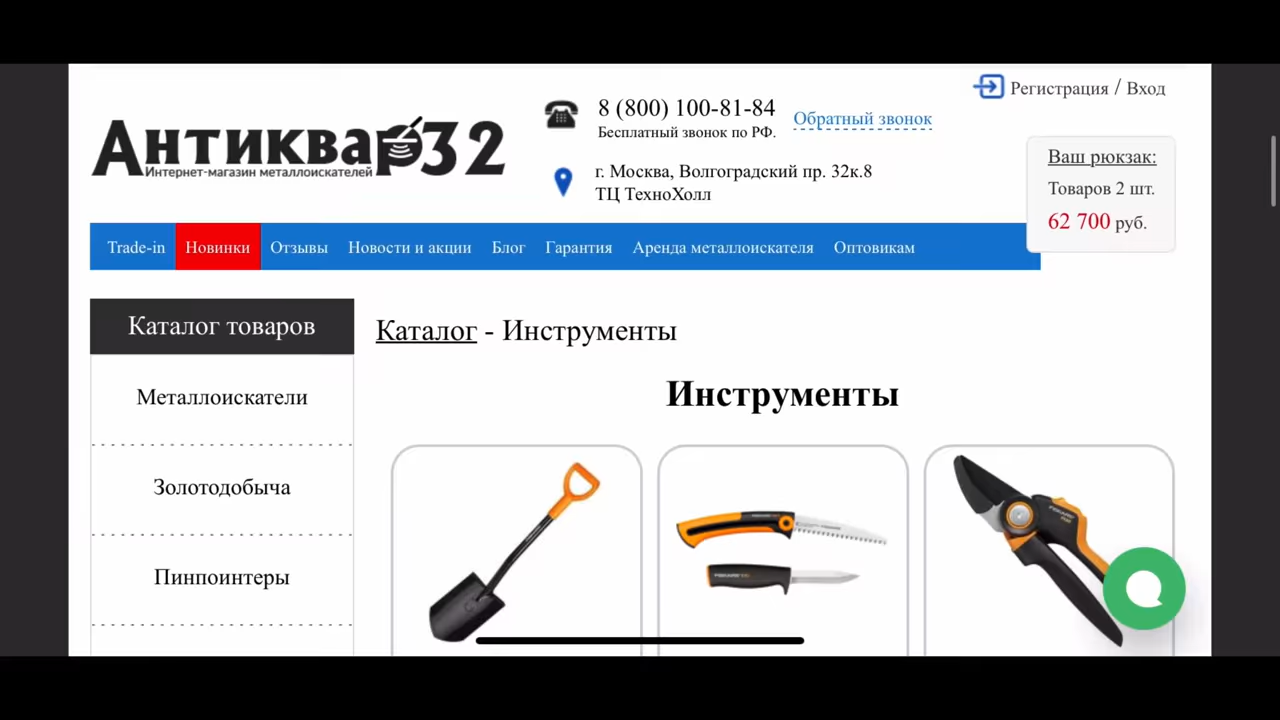 Регистрация / Вход
8 (800) 100-81-84
Бесплатный звонок по РФ.
Обратный звонок
Антиквар32
Интернет-магазин металлоискателей
г. Москва, Волгоградский пр. 32к.8
ТЦ ТехноХолл
Ваш рюкзак:
Товаров 2 шт.
62 700 руб.
Trade-in Новинки Отзывы Новости и акции Блог Гарантия Аренда металлоискателя Оптовикам
Каталог товаров
Металлоискатели
Золотодобыча
Пинпоинтеры
Каталог - Инструменты
Инструменты